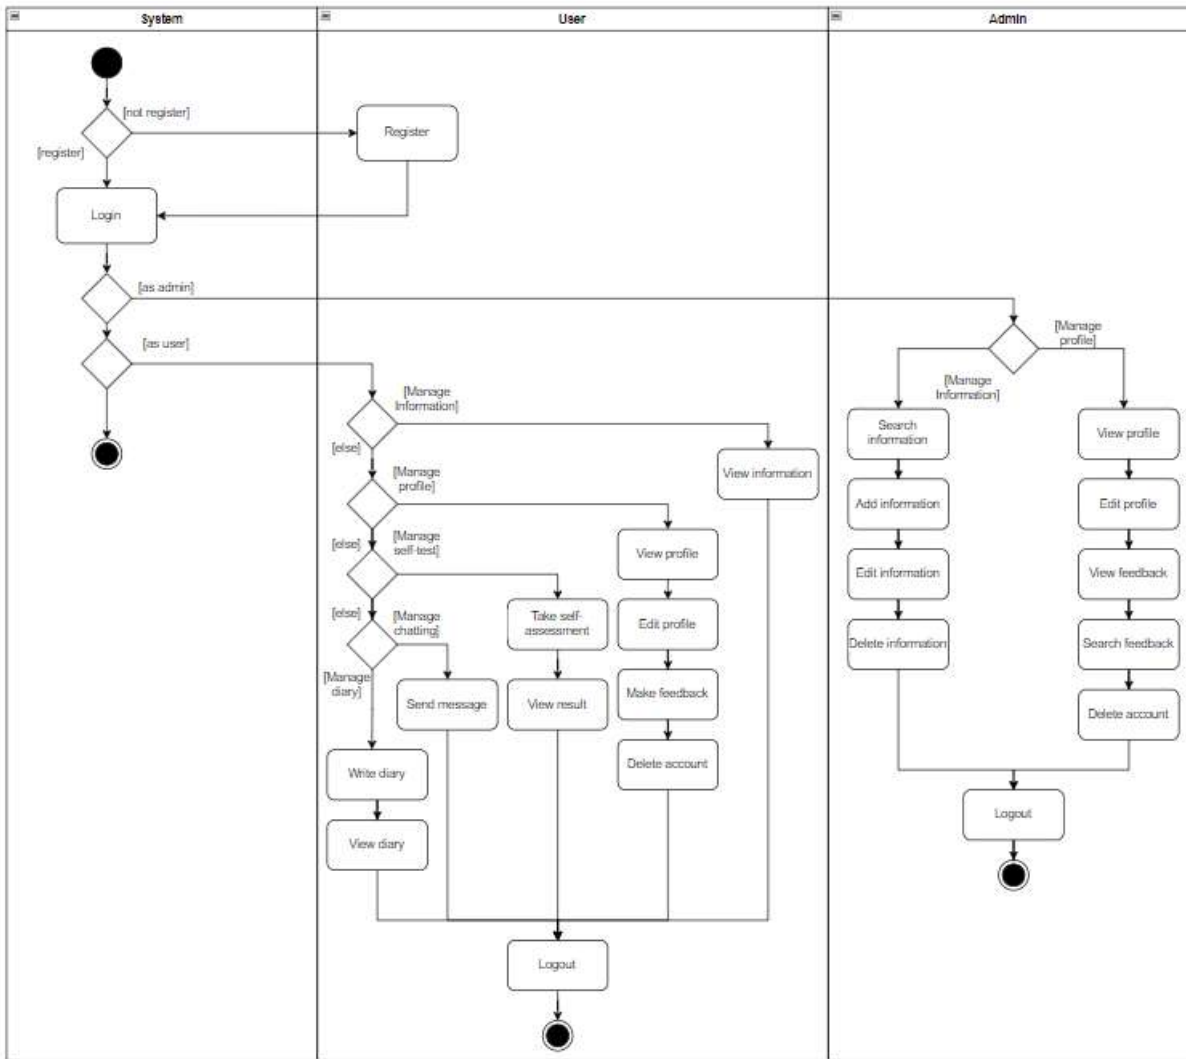 System
User
Admin
[not register]
Register
[register]
Login
[as admin]
[as user]
[Manage
profile]
[Manage
Information]
[Manage
Information]
[else]
Search
information
View profile
View information
[Manage
profile]
Add information
Edit profile
[else]
[Manage
self-test]
View profile
Edit information
View feedback
[else]
[Manage
chatting]
Take self-
assessment
Edit profile
Delete information
Search feedback
[Manage
diary]
Send message
View result
Make feedback
Delete account
Write diary
Delete account
Logout
View diary
Logout